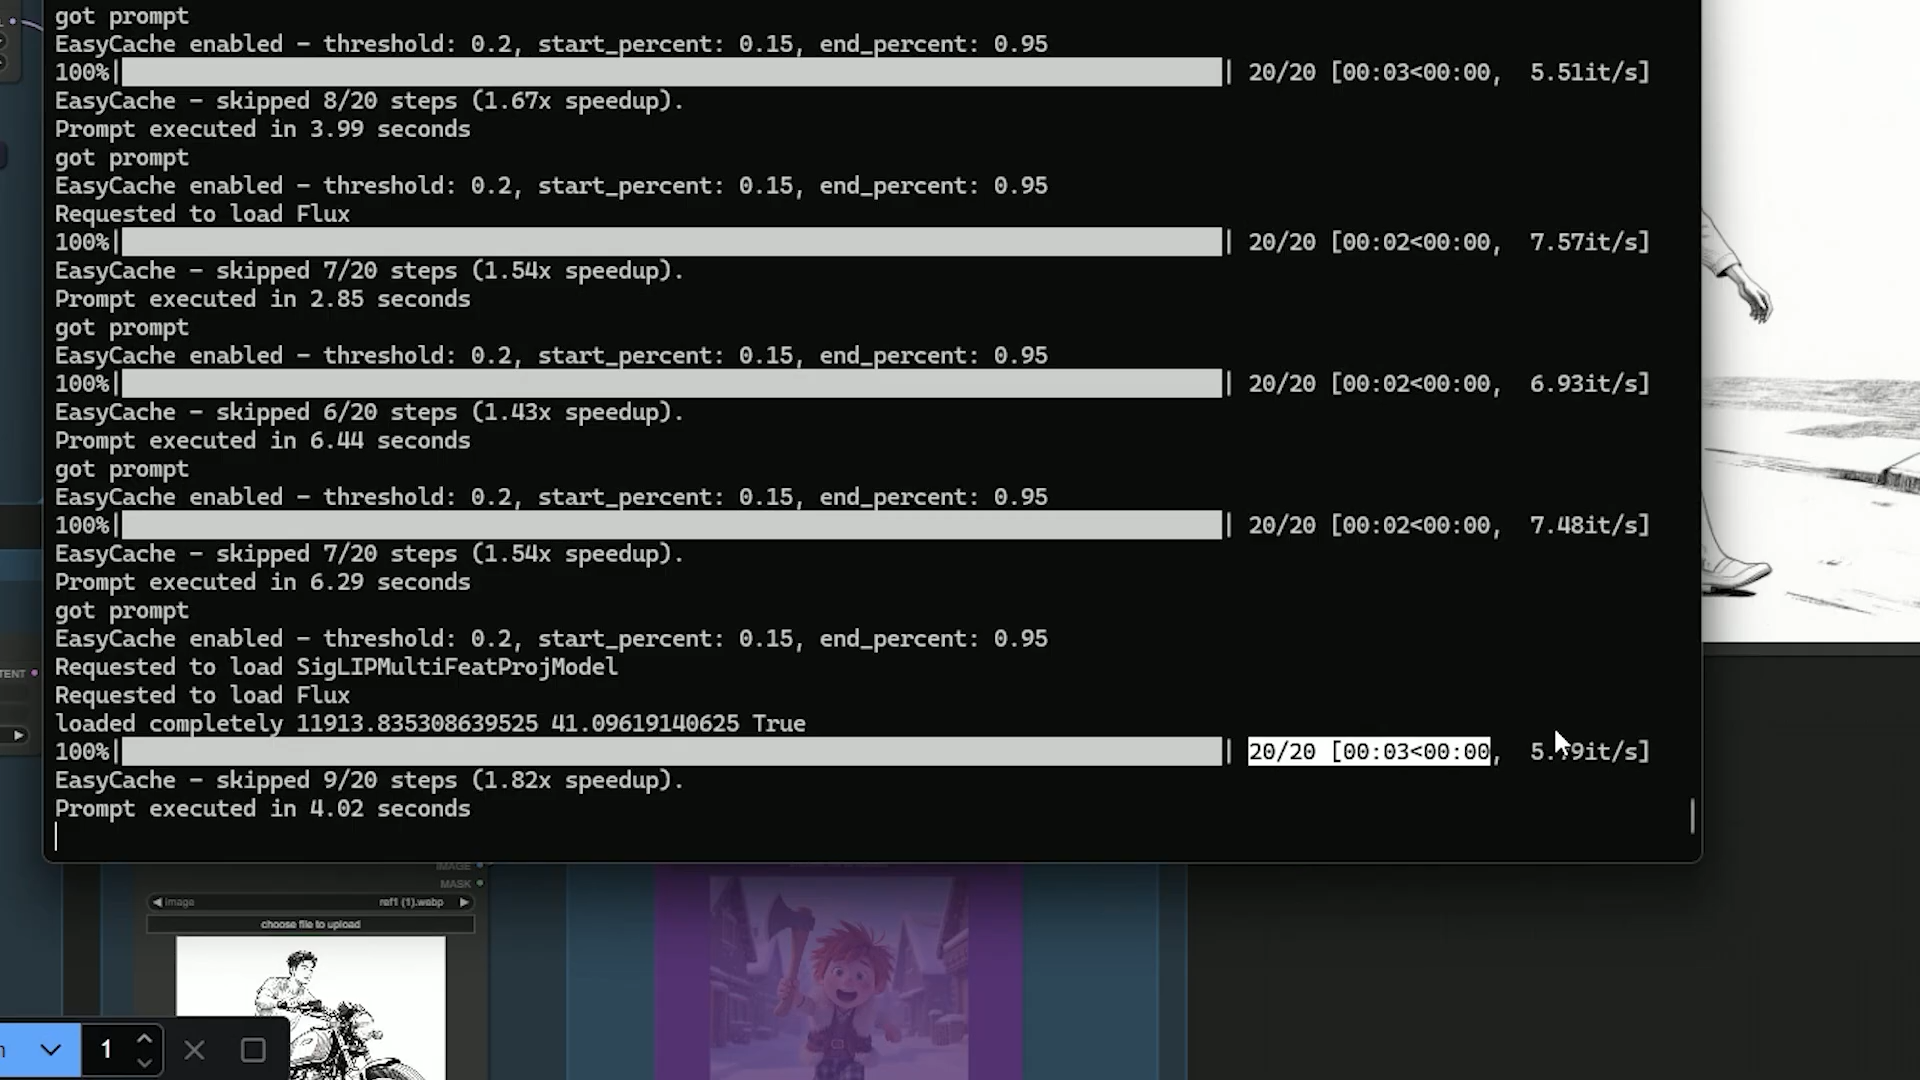 got prompt
EasyCache enabled – threshold: 0.2, start_percent: 0.15, end_percent: 0.95
100%| | 20/20 [00:03<00:00, 5.51it/s]
EasyCache – skipped 8/20 steps (1.67x speedup).
Prompt executed in 3.99 seconds
got prompt
EasyCache enabled – threshold: 0.2, start_percent: 0.15, end_percent: 0.95
Requested to load Flux
100%| | 20/20 [00:02<00:00, 7.57it/s]
EasyCache – skipped 7/20 steps (1.54x speedup).
Prompt executed in 2.85 seconds
got prompt
EasyCache enabled – threshold: 0.2, start_percent: 0.15, end_percent: 0.95
100%| | 20/20 [00:02<00:00, 6.93it/s]
EasyCache – skipped 6/20 steps (1.43x speedup).
Prompt executed in 6.44 seconds
got prompt
EasyCache enabled – threshold: 0.2, start_percent: 0.15, end_percent: 0.95
100%| | 20/20 [00:02<00:00, 7.48it/s]
EasyCache – skipped 7/20 steps (1.54x speedup).
Prompt executed in 6.29 seconds
got prompt
EasyCache enabled – threshold: 0.2, start_percent: 0.15, end_percent: 0.95
Requested to load SigLIPMultiFeatProjModel
Requested to load Flux
loaded completely 11913.835308639525 41.09619140625 True
100%| | 20/20 [00:03<00:00,
EasyCache – skipped 9/20 steps (1.82x speedup).
Prompt executed in 4.02 seconds
TENT
IMAGE
MASK
image ref1 (1).webp
choose file to upload
1